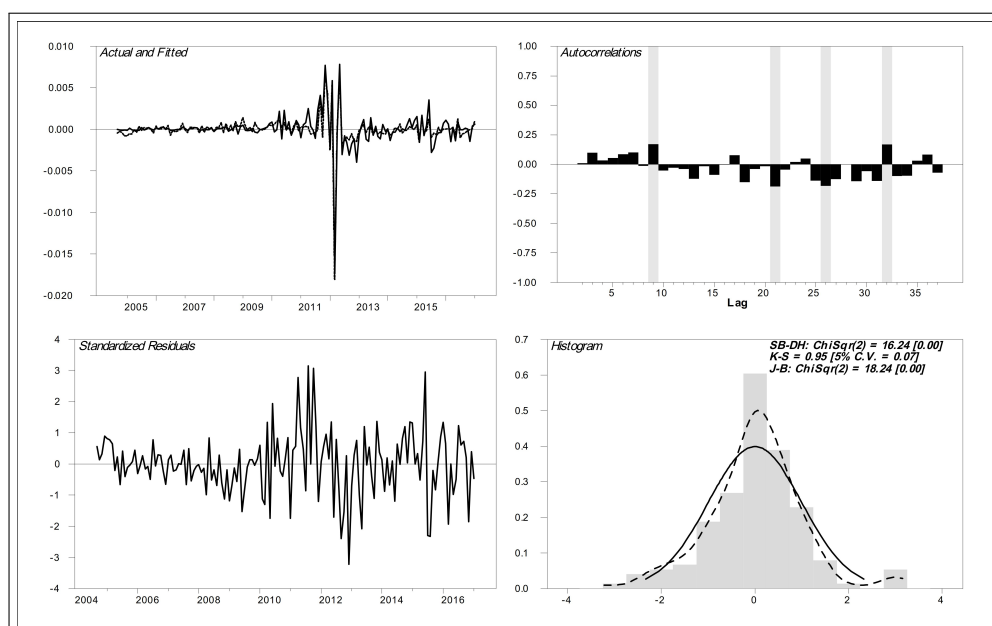 Actual and Fitted
0.010
0.005
0.000
-0.005
-0.010
-0.015
-0.020
2005 2007 2009 2011 2013 2015
Autocorrelations
1.00
0.75
0.50
0.25
0.00
-0.25
-0.50
-0.75
-1.00
5 10 15 20 25 30 35
Lag
Standardized Residuals
4
3
2
1
0
-1
-2
-3
-4
2004 2006 2008 2010 2012 2014 2016
Histogram
SB-DH: ChiSqr(2) = 16.24 [0.00]
K-S = 0.95 [5% C.V. = 0.07]
J-B: ChiSqr(2) = 18.24 [0.00]
0.7
0.6
0.5
0.4
0.3
0.2
0.1
0.0
-4 -2 0 2 4